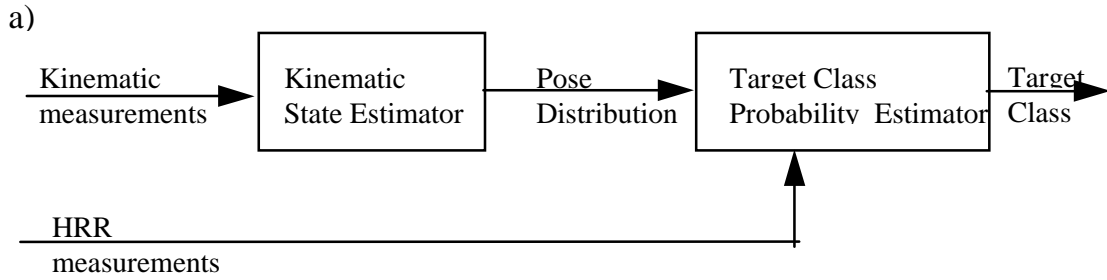 a)
Kinematic
measurements
Kinematic
State Estimator
Pose
Distribution
Target Class
Probability Estimator
Target
Class
HRR
measurements